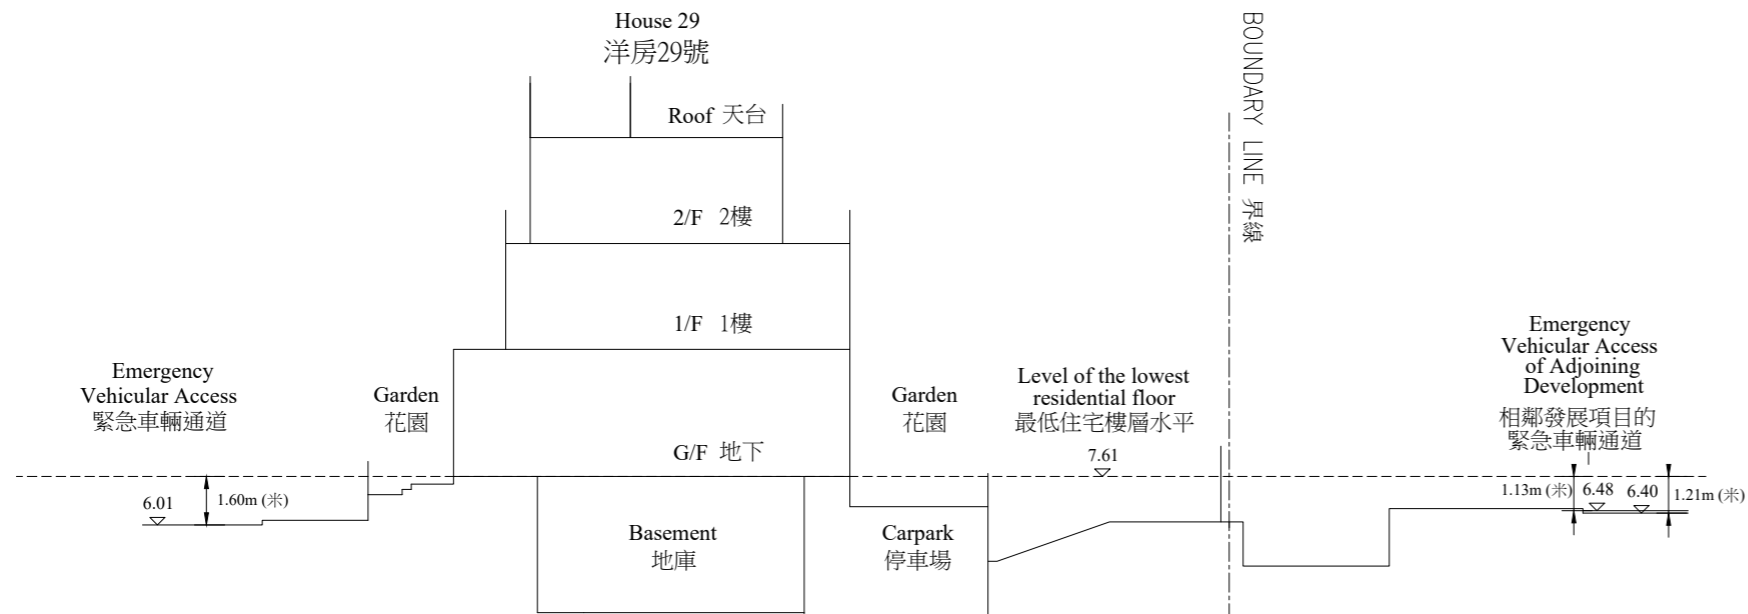 House 29
洋房29號
BOUNDARY LINE 界線
Roof 天台
2/F 2樓
1/F 1樓
G/F 地下
Basement
地庫
Emergency
Vehicular Access
緊急車輛通道
6.01
1.60m (米)
Garden
花園
Garden
花園
Carpark
停車場
Level of the lowest
residential floor
最低住宅樓層水平
7.61
Emergency
Vehicular Access
of Adjoining
Development
相鄰發展項目的
緊急車輛通道
1.13m (米)
6.48
6.40
1.21m (米)